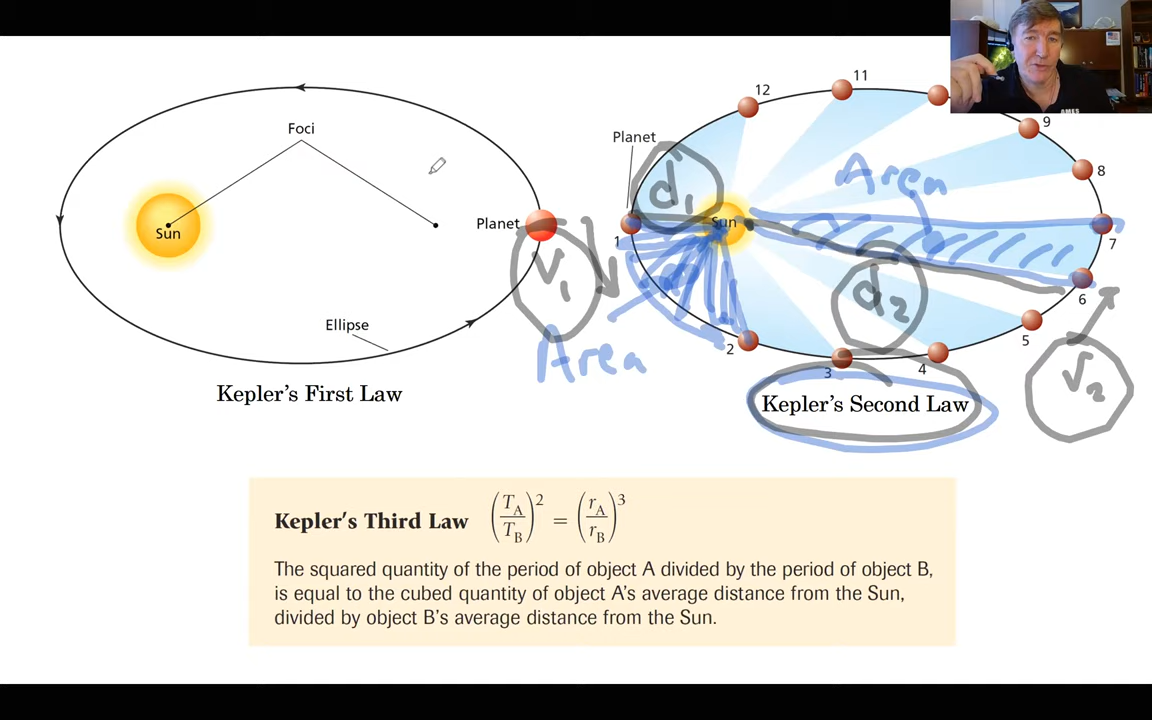 Foci
Sun
Planet
Ellipse
Kepler's First Law
12
11
9
8
7
6
5
4
3
2
1
Planet
Sun
d1
Area
d2
V1
V2
Area
Kepler's Second Law
Kepler's Third Law (TA/TB)2 = (rA/rB)3
The squared quantity of the period of object A divided by the period of object B,
is equal to the cubed quantity of object A's average distance from the Sun,
divided by object B's average distance from the Sun.